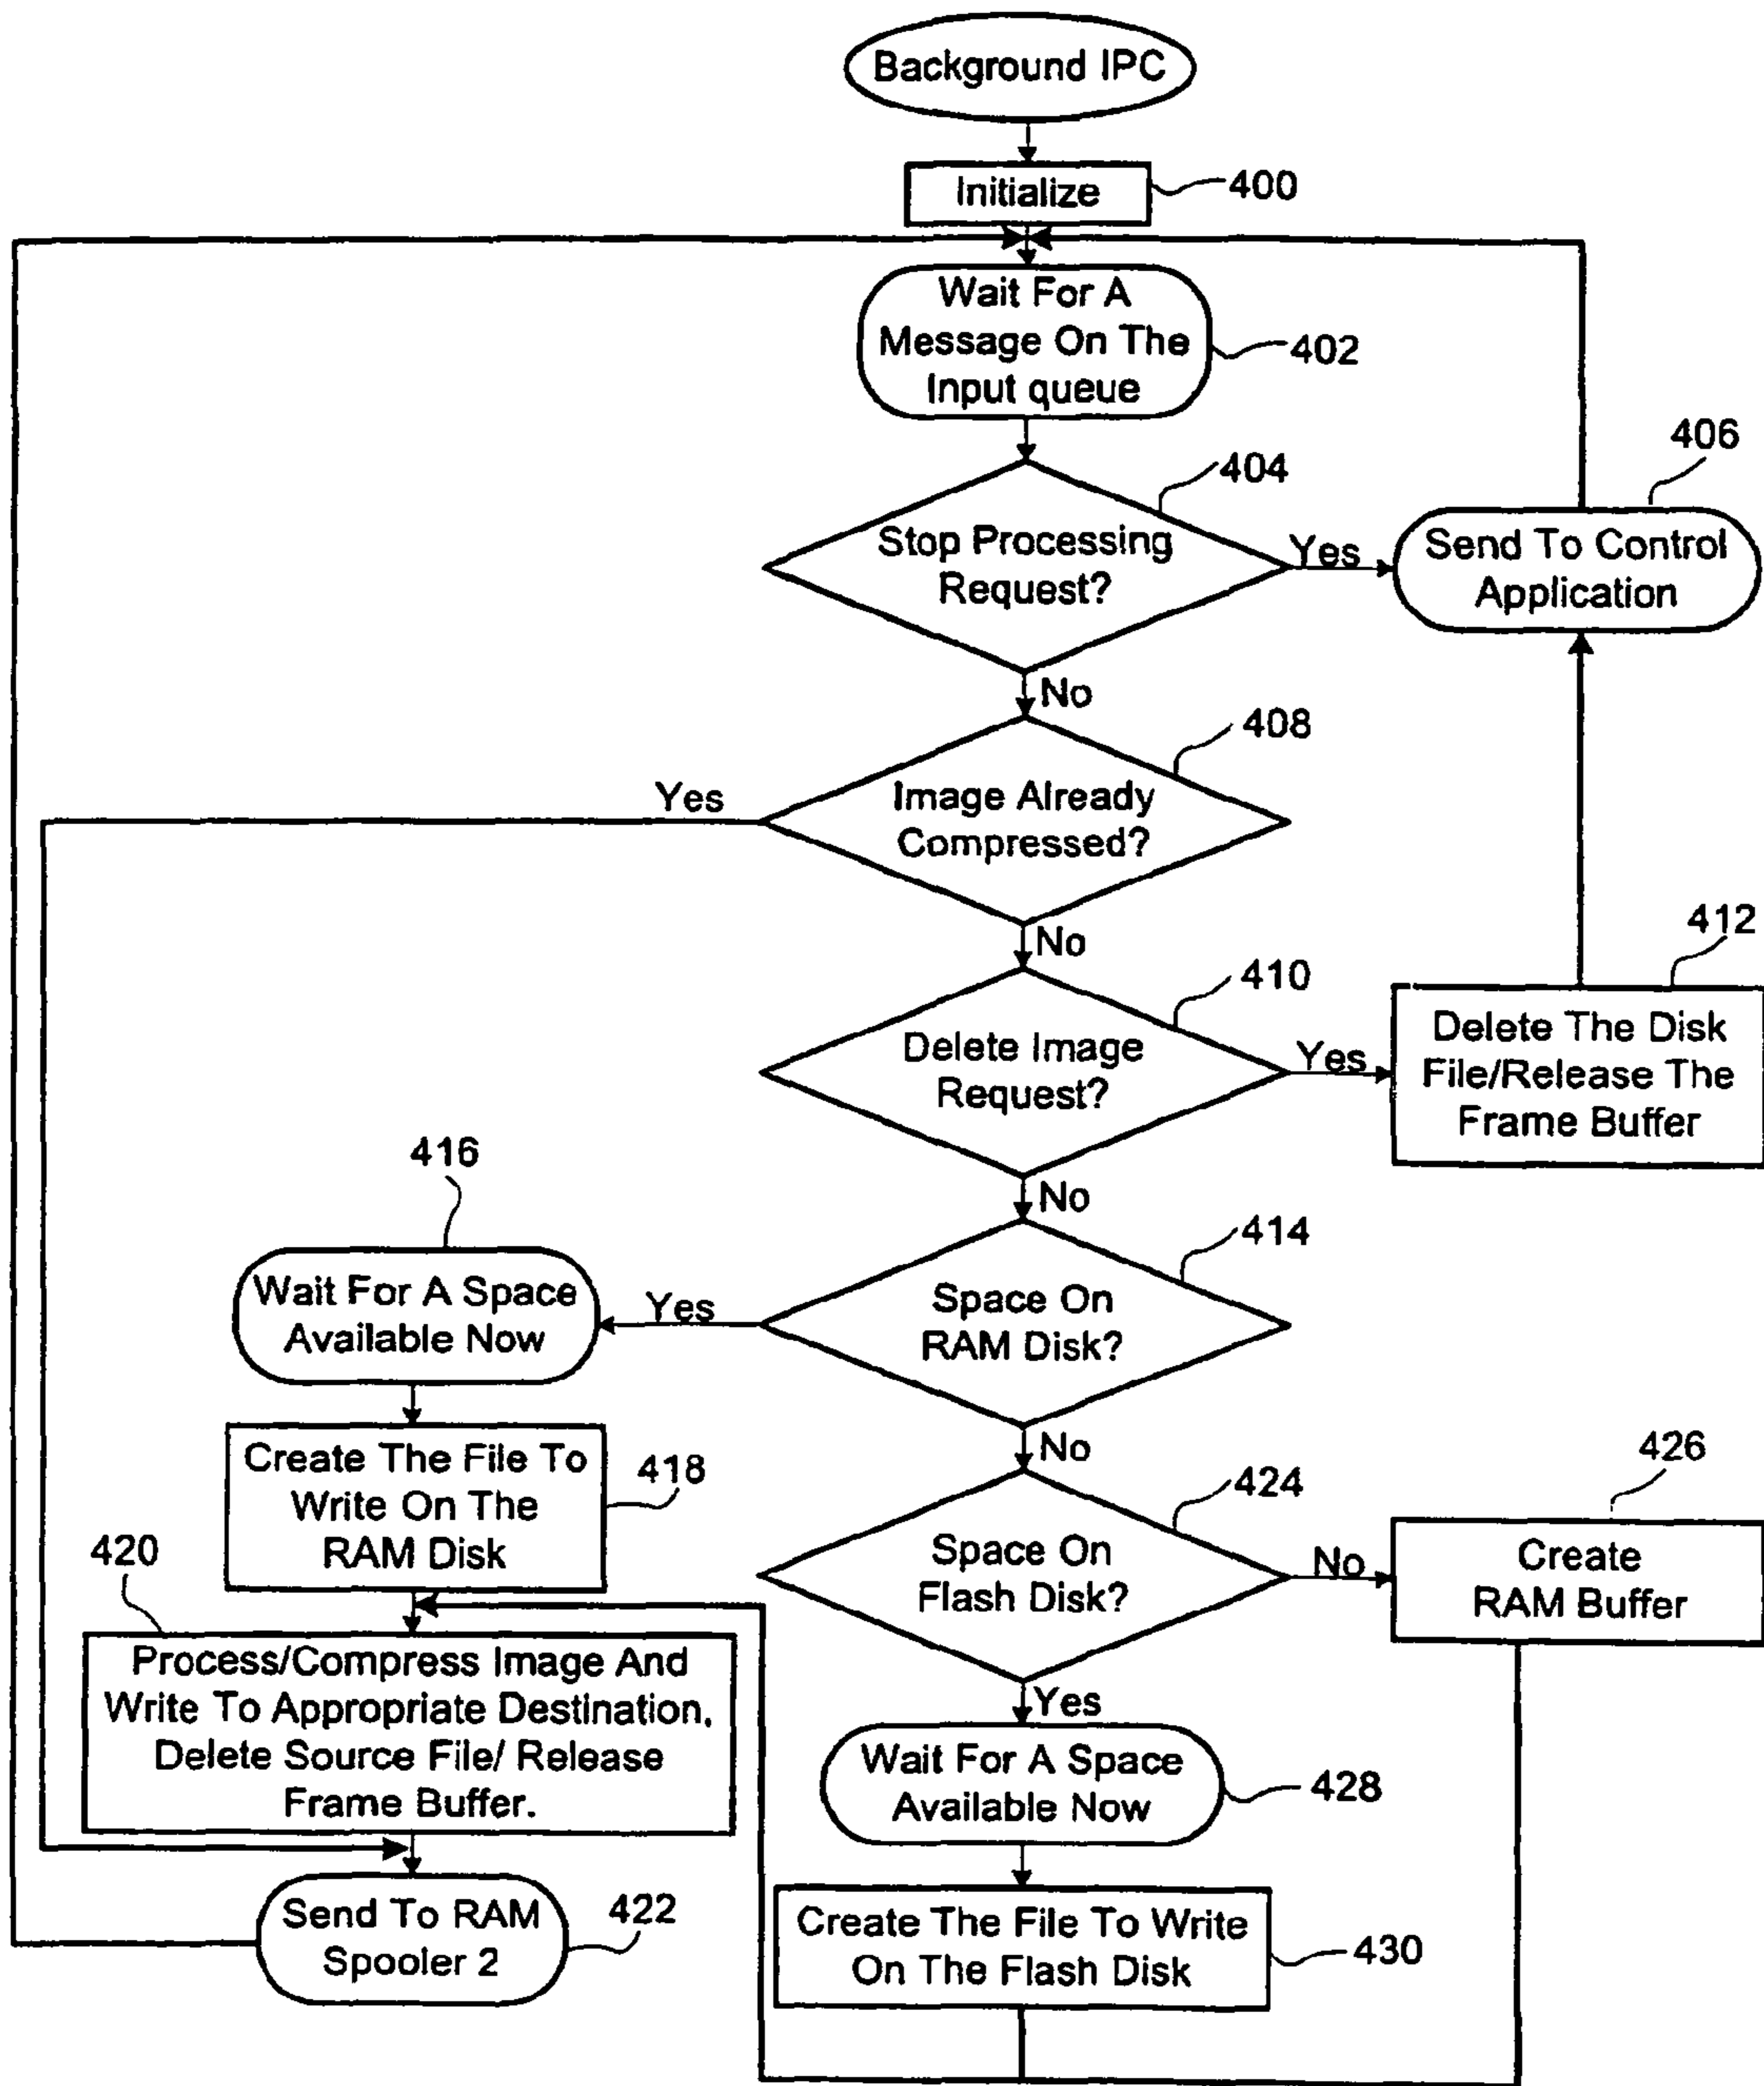 Background IPC
Initialize
400
Wait For A
Message On The
Input queue
402
404
Stop Processing
Request?
Yes
406
Send To Control
Application
No
408
Yes
Image Already
Compressed?
No
410
Delete Image
Request?
Yes
412
Delete The Disk
File/Release The
Frame Buffer
No
416
414
Wait For A Space
Available Now
Yes
Space On
RAM Disk?
No
Create The File To
Write On The
RAM Disk
418
424
426
420
Space On
Flash Disk?
No
Create
RAM Buffer
Process/Compress Image And
Write To Appropriate Destination,
Delete Source File/ Release
Frame Buffer.
Yes
Wait For A Space
Available Now
428
Send To RAM
Spooler 2
422
Create The File To Write
On The Flash Disk
430